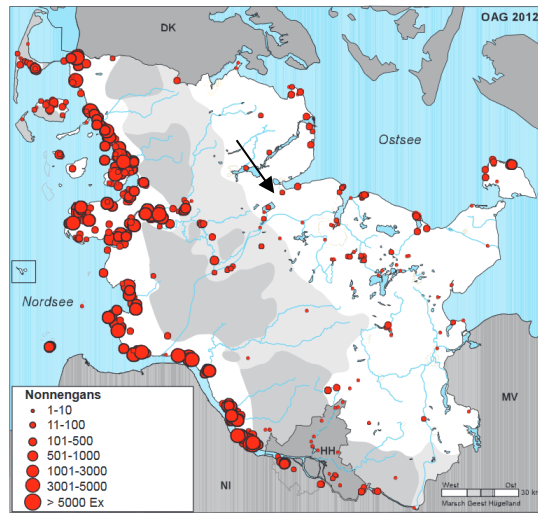 OAG 2012
DK
Ostsee
Nordsee
MV
Nonnengans
1-10
11-100
101-500
501-1000
1001-3000
3001-5000
> 5000 Ex
HH
NI
West Ost
30 km
Marsch Geest Hügelland